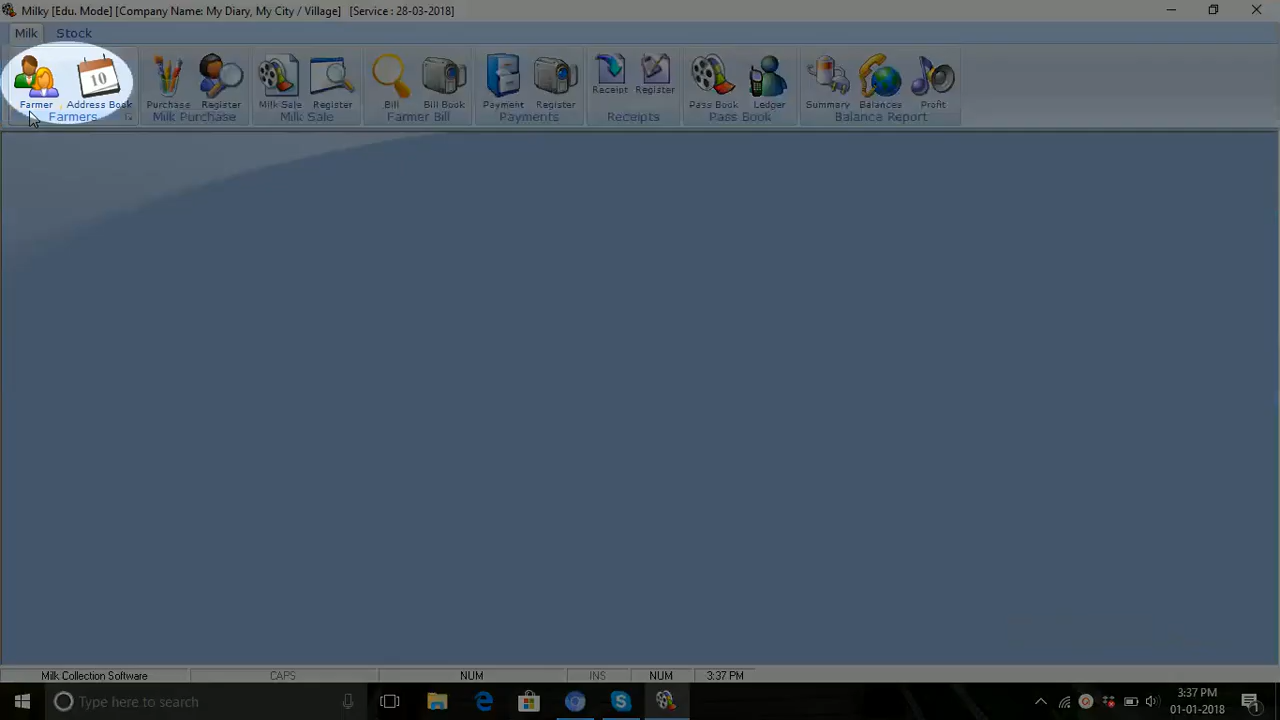 Milky [Edu. Mode] [Company Name: My Diary, My City / Village] [Service : 28-03-2018]
Milk Stock
10
Farmer Address Book Purchase Register Milk Sale Register Bill Bill Book Payment Register Receipt Register Pass Book Ledger Summary Balances Profit
Farmers Milk Purchase Milk Sale Farmer Bill Payments Receipts Pass Book Balance Report
Milk Collection Software CAPS NUM INS NUM 3:37 PM
Type here to search
3:37 PM
01-01-2018
1